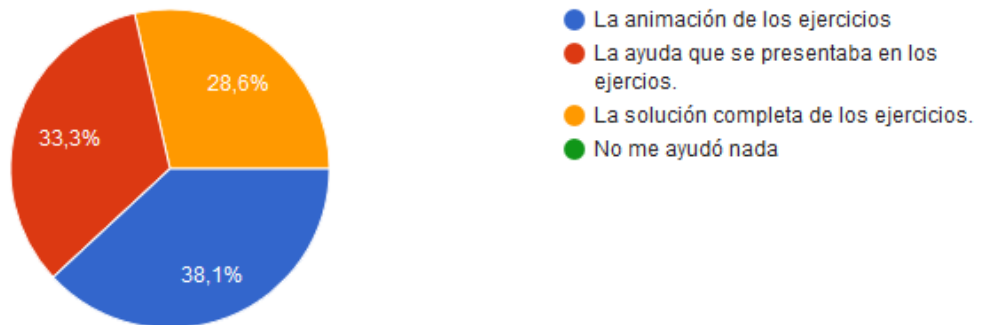 28,6%
33,3%
38,1%
La animación de los ejercicios
La ayuda que se presentaba en los
ejercios.
La solución completa de los ejercicios.
No me ayudó nada